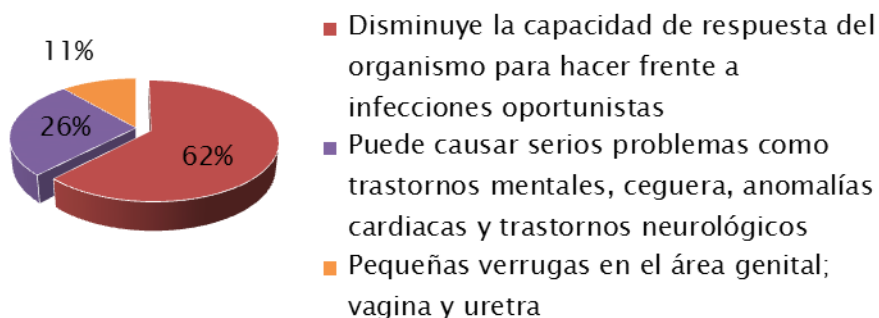 11%
26%
62%
Disminuye la capacidad de respuesta del
organismo para hacer frente a
infecciones oportunistas
Puede causar serios problemas como
trastornos mentales, ceguera, anomalías
cardiacas y trastornos neurológicos
Pequeñas verrugas en el área genital;
vagina y uretra